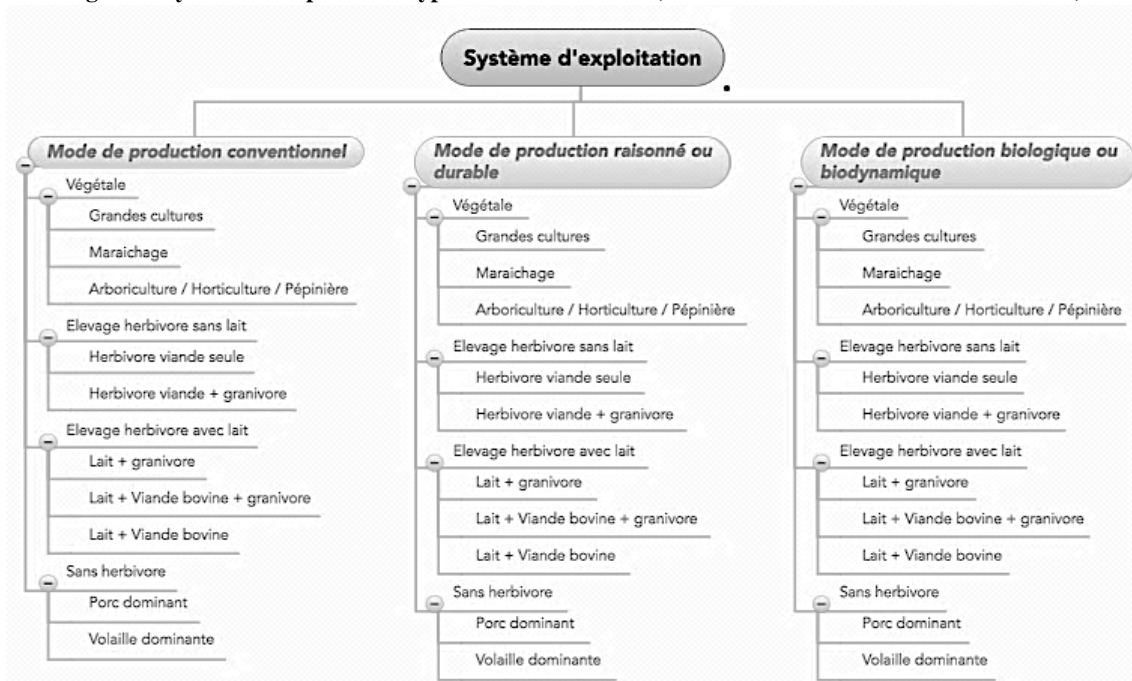 Système d'exploitation
Mode de production conventionnel
Végétale
Grandes cultures
Maraichage
Arboriculture / Horticulture / Pépinière
Elevage herbivore sans lait
Herbivore viande seule
Herbivore viande + granivore
Elevage herbivore avec lait
Lait + granivore
Lait + Viande bovine + granivore
Lait + Viande bovine
Sans herbivore
Porc dominant
Volaille dominante
Mode de production raisonné ou
durable
Végétale
Grandes cultures
Maraichage
Arboriculture / Horticulture / Pépinière
Elevage herbivore sans lait
Herbivore viande seule
Herbivore viande + granivore
Elevage herbivore avec lait
Lait + granivore
Lait + Viande bovine + granivore
Lait + Viande bovine
Sans herbivore
Porc dominant
Volaille dominante
Mode de production biologique ou
biodynamique
Végétale
Grandes cultures
Maraichage
Arboriculture / Horticulture / Pépinière
Elevage herbivore sans lait
Herbivore viande seule
Herbivore viande + granivore
Elevage herbivore avec lait
Lait + granivore
Lait + Viande bovine + granivore
Lait + Viande bovine
Sans herbivore
Porc dominant
Volaille dominante